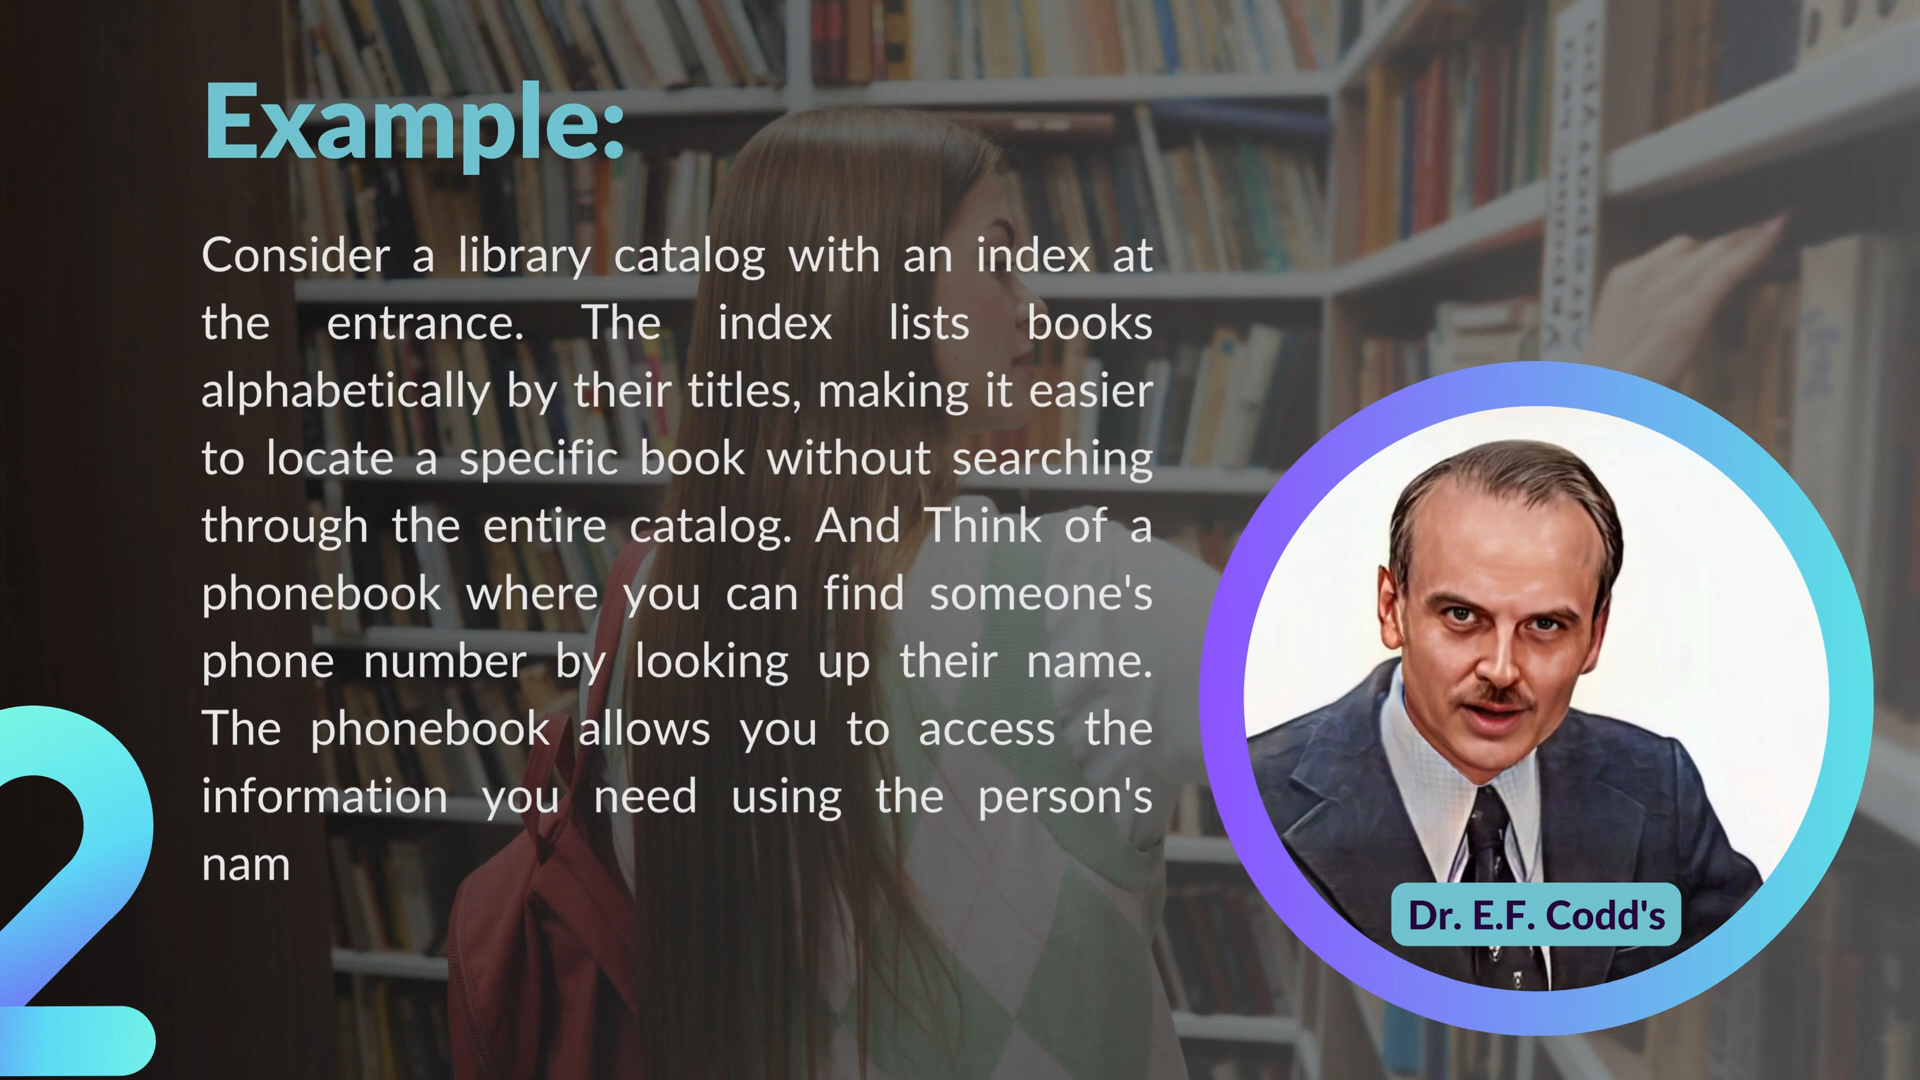 Example:
Consider a library catalog with an index at
the entrance. The index lists books
alphabetically by their titles, making it easier
to locate a specific book without searching
through the entire catalog. And Think of a
phonebook where you can find someone's
phone number by looking up their name.
The phonebook allows you to access the
information you need using the person's
nam
2
Dr. E.F. Codd's